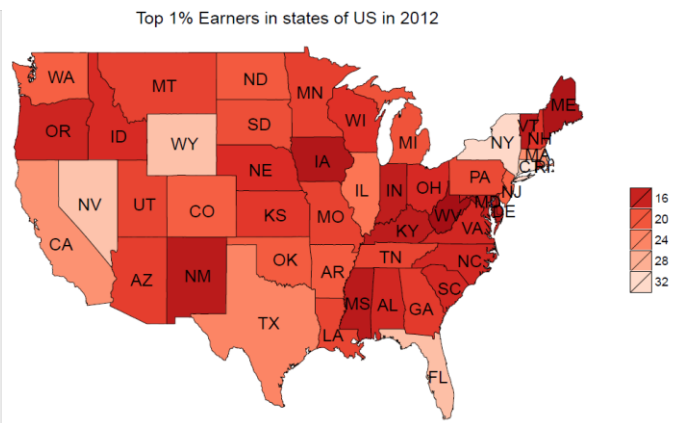 Top 1% Earners in states of US in 2012
WA
MT
ND
MN
ME
OR
ID
SD
WI
MI
VT
NH
WY
NY
MA
IA
NE
PA
NJ
NV
UT
CO
IL
IN
OH
MD
DE
WV
VA
KS
MO
KY
CA
AZ
NM
OK
AR
TN
NC
SC
TX
LA
MS
AL
GA
FL
16
20
24
28
32